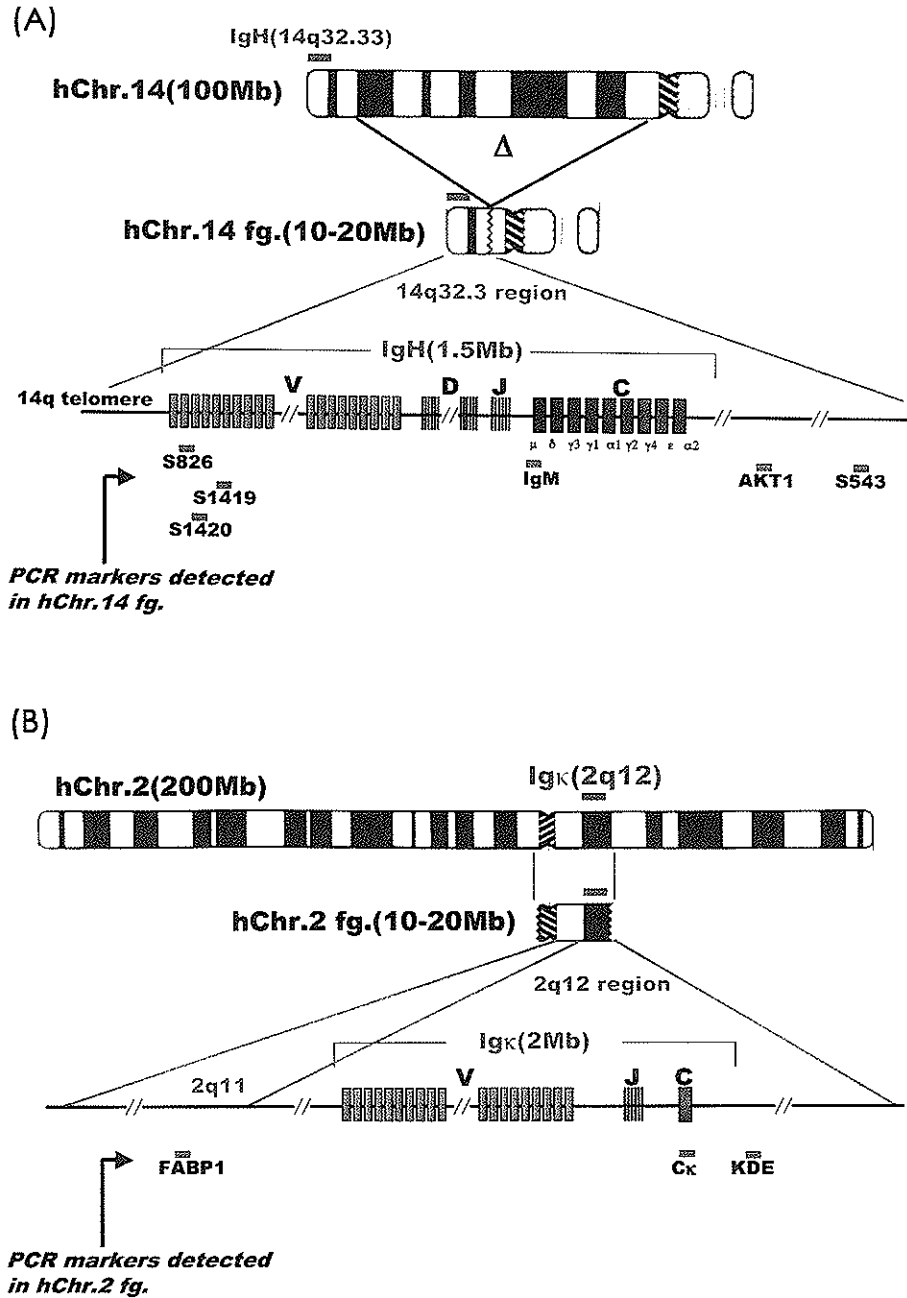 (A)
IgH(14q32.33)
hChr.14(100Mb)
Δ
hChr.14 fg.(10-20Mb)
14q32.3 region
IgH(1.5Mb)
V D J C
14q telomere
μ δ γ3 γ1 α1 γ2 γ4 ε α2
S826 IgM AKT1 S543
S1419
S1420
PCR markers detected
in hChr.14 fg.
(B)
hChr.2(200Mb) Igκ(2q12)
hChr.2 fg.(10-20Mb)
2q12 region
Igκ(2Mb)
2q11 V J C
FABP1 Cκ KDE
PCR markers detected
in hChr.2 fg.